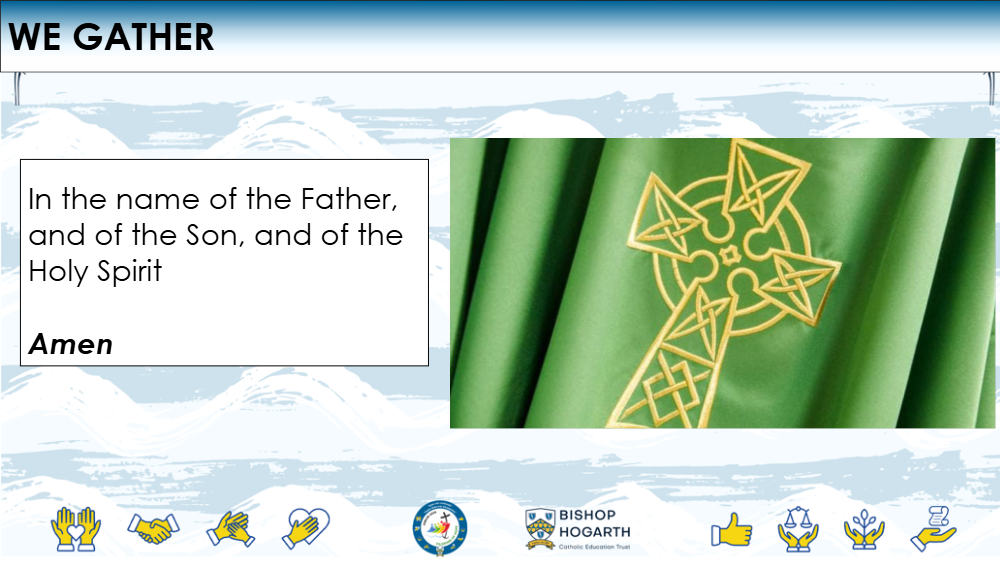 WE GATHER
In the name of the Father,
and of the Son, and of the
Holy Spirit
Amen
BISHOP
HOGARTH
Catholic Education Trust